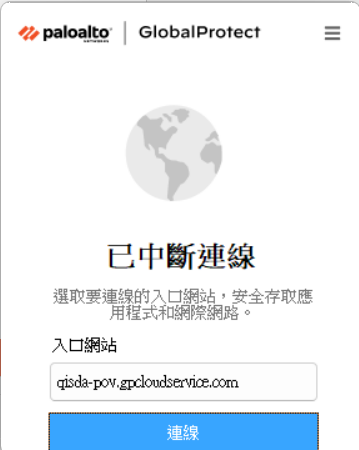 paloalto GlobalProtect
NETWORKS
已中斷連線
選取要連線的入口網站，安全存取應
用程式和網際網路。
入口網站
qisda-pov.gpcloudservice.com
連線